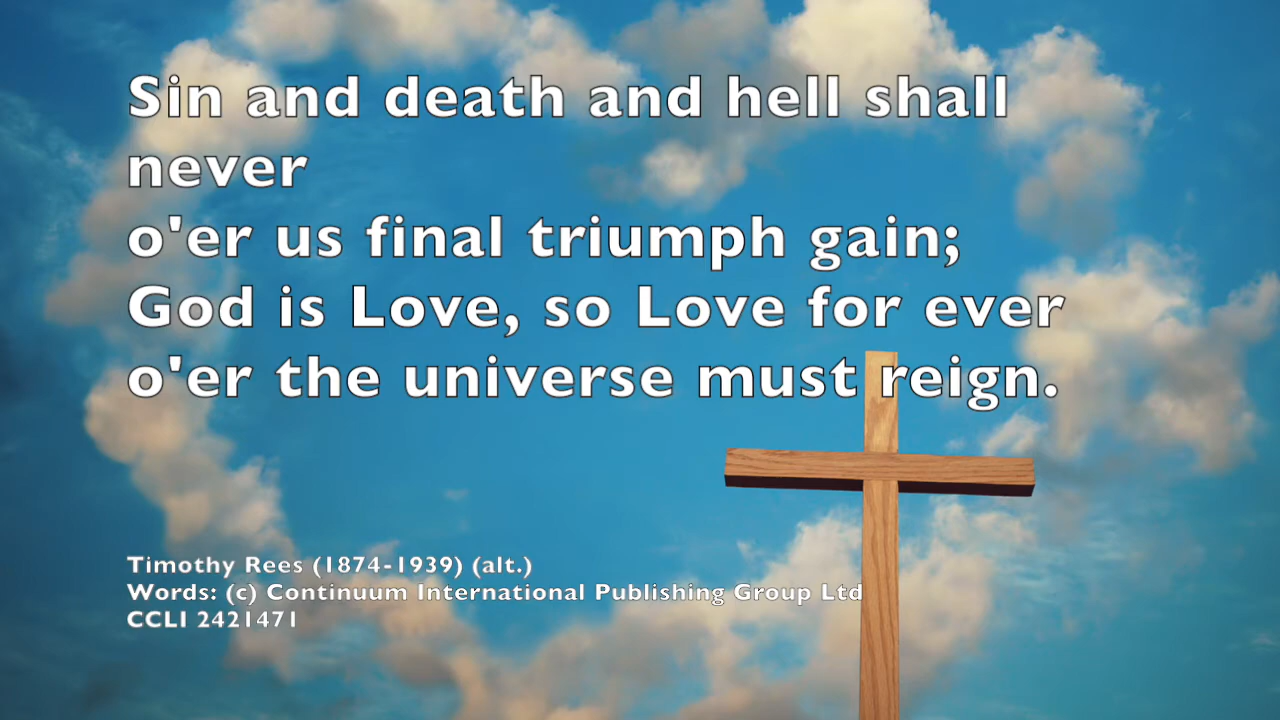 Sin and death and hell shall
never
o'er us final triumph gain;
God is Love, so Love for ever
o'er the universe must reign.
Timothy Rees (1874-1939) (alt.)
Words: (c) Continuum International Publishing Group Ltd
CCLI 2421471